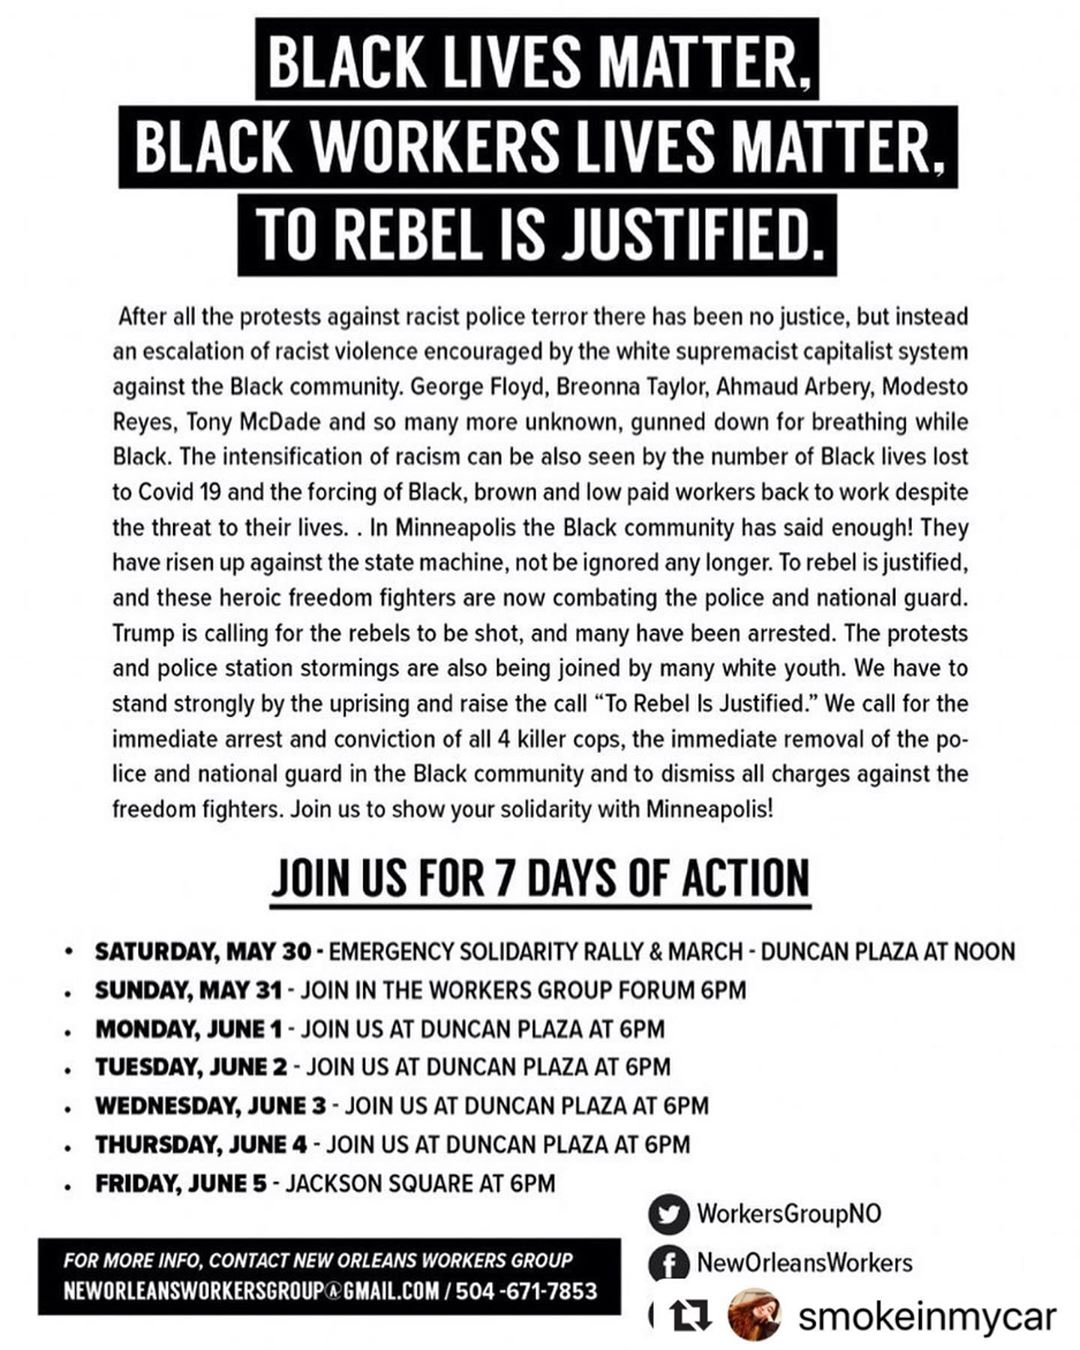 BLACK LIVES MATTER,
BLACK WORKERS LIVES MATTER,
TO REBEL IS JUSTIFIED.
After all the protests against racist police terror there has been no justice, but instead
an escalation of racist violence encouraged by the white supremacist capitalist system
against the Black community. George Floyd, Breonna Taylor, Ahmaud Arbery, Modesto
Reyes, Tony McDade and so many more unknown, gunned down for breathing while
Black. The intensification of racism can be also seen by the number of Black lives lost
to Covid 19 and the forcing of Black, brown and low paid workers back to work despite
the threat to their lives. . In Minneapolis the Black community has said enough! They
have risen up against the state machine, not be ignored any longer. To rebel is justified,
and these heroic freedom fighters are now combating the police and national guard.
Trump is calling for the rebels to be shot, and many have been arrested. The protests
and police station stormings are also being joined by many white youth. We have to
stand strongly by the uprising and raise the call “To Rebel Is Justified.” We call for the
immediate arrest and conviction of all 4 killer cops, the immediate removal of the po-
lice and national guard in the Black community and to dismiss all charges against the
freedom fighters. Join us to show your solidarity with Minneapolis!
JOIN US FOR 7 DAYS OF ACTION
• SATURDAY, MAY 30 - EMERGENCY SOLIDARITY RALLY & MARCH - DUNCAN PLAZA AT NOON
• SUNDAY, MAY 31 - JOIN IN THE WORKERS GROUP FORUM 6PM
• MONDAY, JUNE 1 - JOIN US AT DUNCAN PLAZA AT 6PM
• TUESDAY, JUNE 2 - JOIN US AT DUNCAN PLAZA AT 6PM
• WEDNESDAY, JUNE 3 - JOIN US AT DUNCAN PLAZA AT 6PM
• THURSDAY, JUNE 4 - JOIN US AT DUNCAN PLAZA AT 6PM
• FRIDAY, JUNE 5 - JACKSON SQUARE AT 6PM
FOR MORE INFO, CONTACT NEW ORLEANS WORKERS GROUP
NEWORLEANSWORKERSGROUP@GMAIL.COM / 504 -671-7853
WorkersGroupNO
NewOrleansWorkers
smokeinmycar